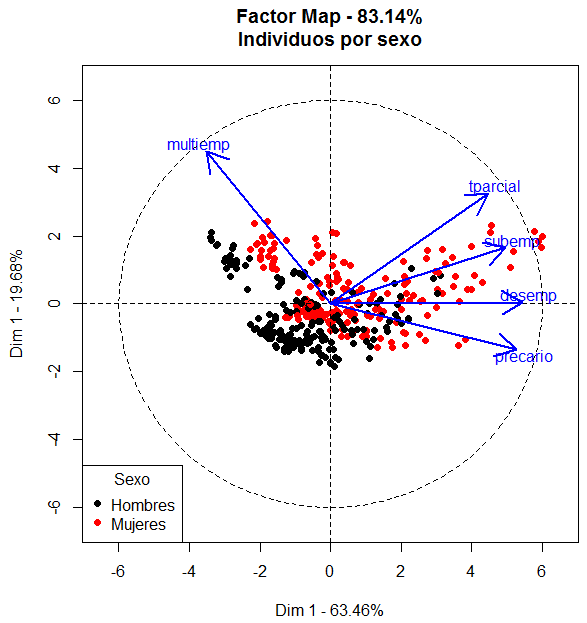 Factor Map - 83.14%
Individuos por sexo
Dim 1 - 19.68%
6
4
2
0
-2
-4
-6
multiemp
tparcial
subemp
desemp
precario
Sexo
Hombres
Mujeres
-6
-4
-2
0
2
4
6
Dim 1 - 63.46%